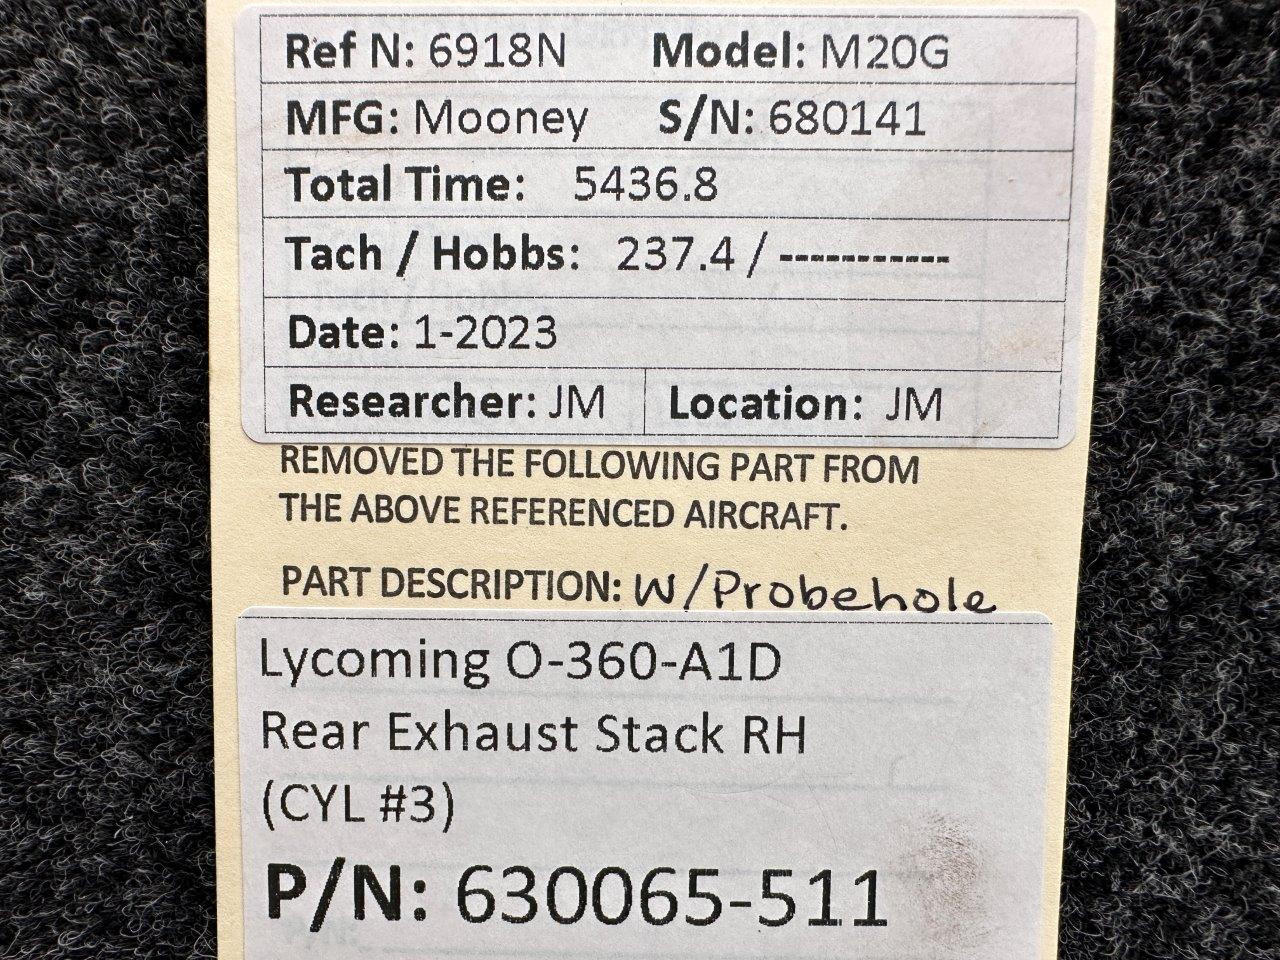 Ref N: 6918N Model: M20G
MFG: Mooney S/N: 680141
Total Time: 5436.8
Tach / Hobbs: 237.4 / -----------
Date: 1-2023
Researcher: JM Location: JM
REMOVED THE FOLLOWING PART FROM
THE ABOVE REFERENCED AIRCRAFT.
PART DESCRIPTION: W/Probehole
Lycoming O-360-A1D
Rear Exhaust Stack RH
(CYL #3)
P/N: 630065-511